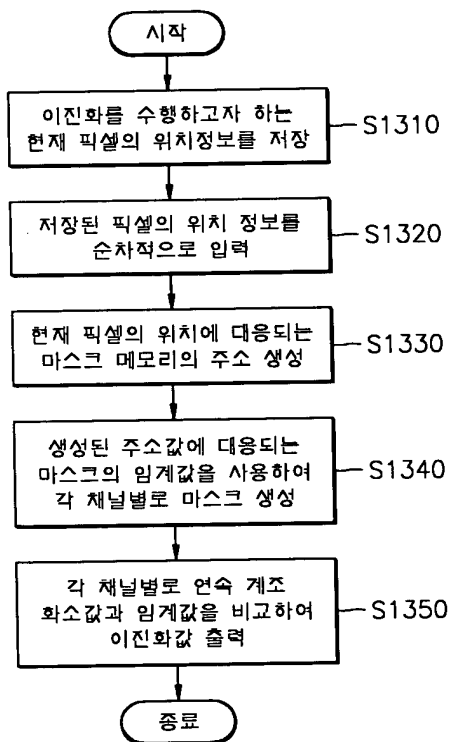 시작
이진화를 수행하고자 하는
현재 픽셀의 위치정보를 저장
S1310
저장된 픽셀의 위치 정보를
순차적으로 입력
S1320
현재 픽셀의 위치에 대응되는
마스크 메모리의 주소 생성
S1330
생성된 주소값에 대응되는
마스크의 임계값을 사용하여
각 채널별로 마스크 생성
S1340
각 채널별로 연속 계조
화소값과 임계값을 비교하여
이진화값 출력
S1350
종료